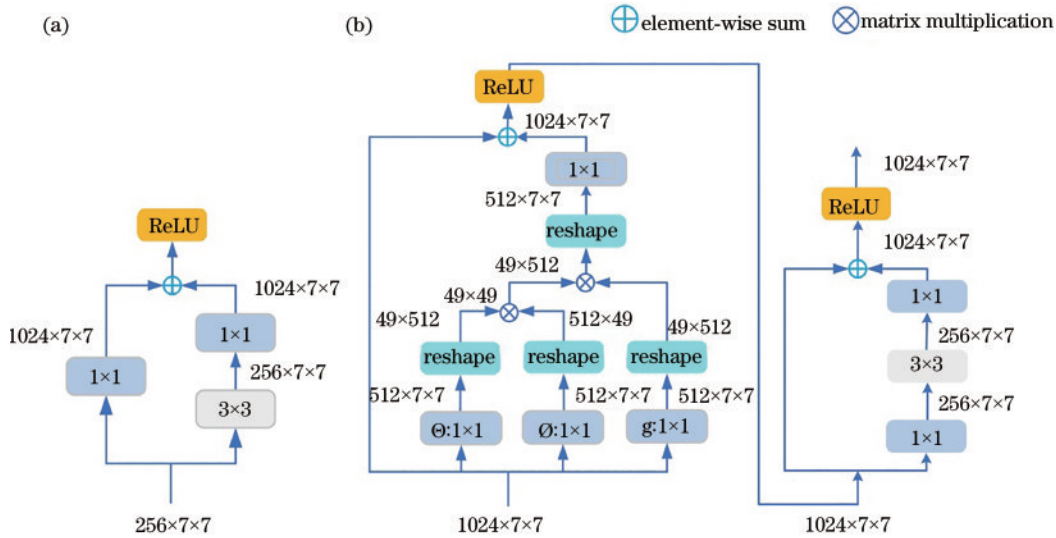 (a)
(b)
element-wise sum
matrix multiplication
ReLU
1024×7×7
1024×7×7
1×1
1×1
256×7×7
3×3
256×7×7
ReLU
1024×7×7
1×1
512×7×7
reshape
49×512
49×49
49×512
512×49
49×512
reshape
reshape
reshape
512×7×7
512×7×7
512×7×7
Θ:1×1
Ø:1×1
g:1×1
1024×7×7
1024×7×7
ReLU
1024×7×7
1×1
256×7×7
3×3
256×7×7
1×1
1024×7×7